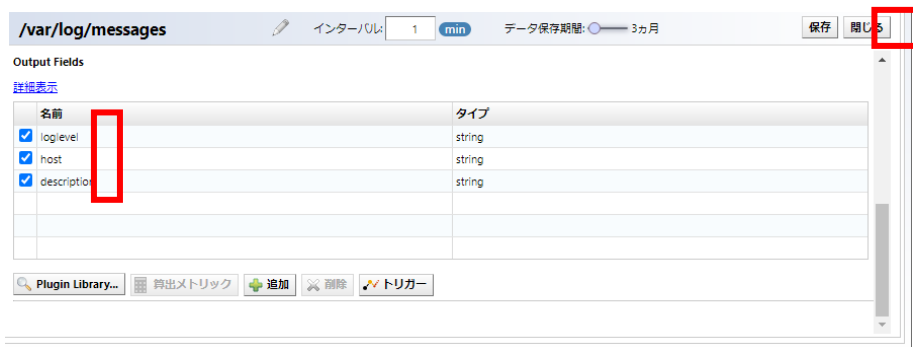 /var/log/messages インターバル: 1 min データ保存期間: 3ヵ月 保存 閉じる
Output Fields
詳細表示
名前 タイプ
loglevel string
host string
description string
Plugin Library... 算出メトリック 追加 削除 トリガー